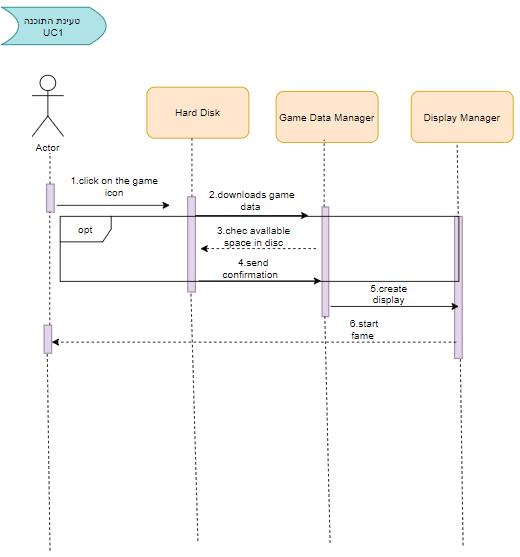 טעינת התוכנה
UC1
Actor
Hard Disk
Game Data Manager
Display Manager
1.click on the game
icon
2.downloads game
data
opt
3.chec avallable
space in disc
4.send
confirmation
5.create
display
6.start
fame